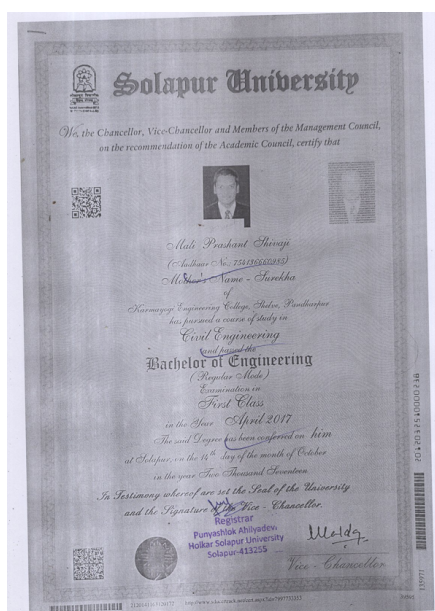 Solapur University
We, the Chancellor, Vice-Chancellor and Members of the Management Council,
on the recommendation of the Academic Council, certify that
Mali Prashant Shivaji
(Aadhaar No.:
Mother's Name - Surekha
of
Karmayogi Engineering College, Shelve, Pandharpur
has pursued a course of study in
Civil Engineering
and passed the
Bachelor of Engineering
(Regular Mode)
Examination in
First Class
in the Year April 2017
The said Degree has been conferred on him
at Solapur, on the 14th day of the month of October
in the year Two Thousand Seventeen
In Testimony whereof are set the Seal of the University
and the Signature of the Vice - Chancellor.
Registrar
Punyashlok Ahilyadevi
Holkar Solapur University
Solapur-413255
Vice - Chancellor
135971